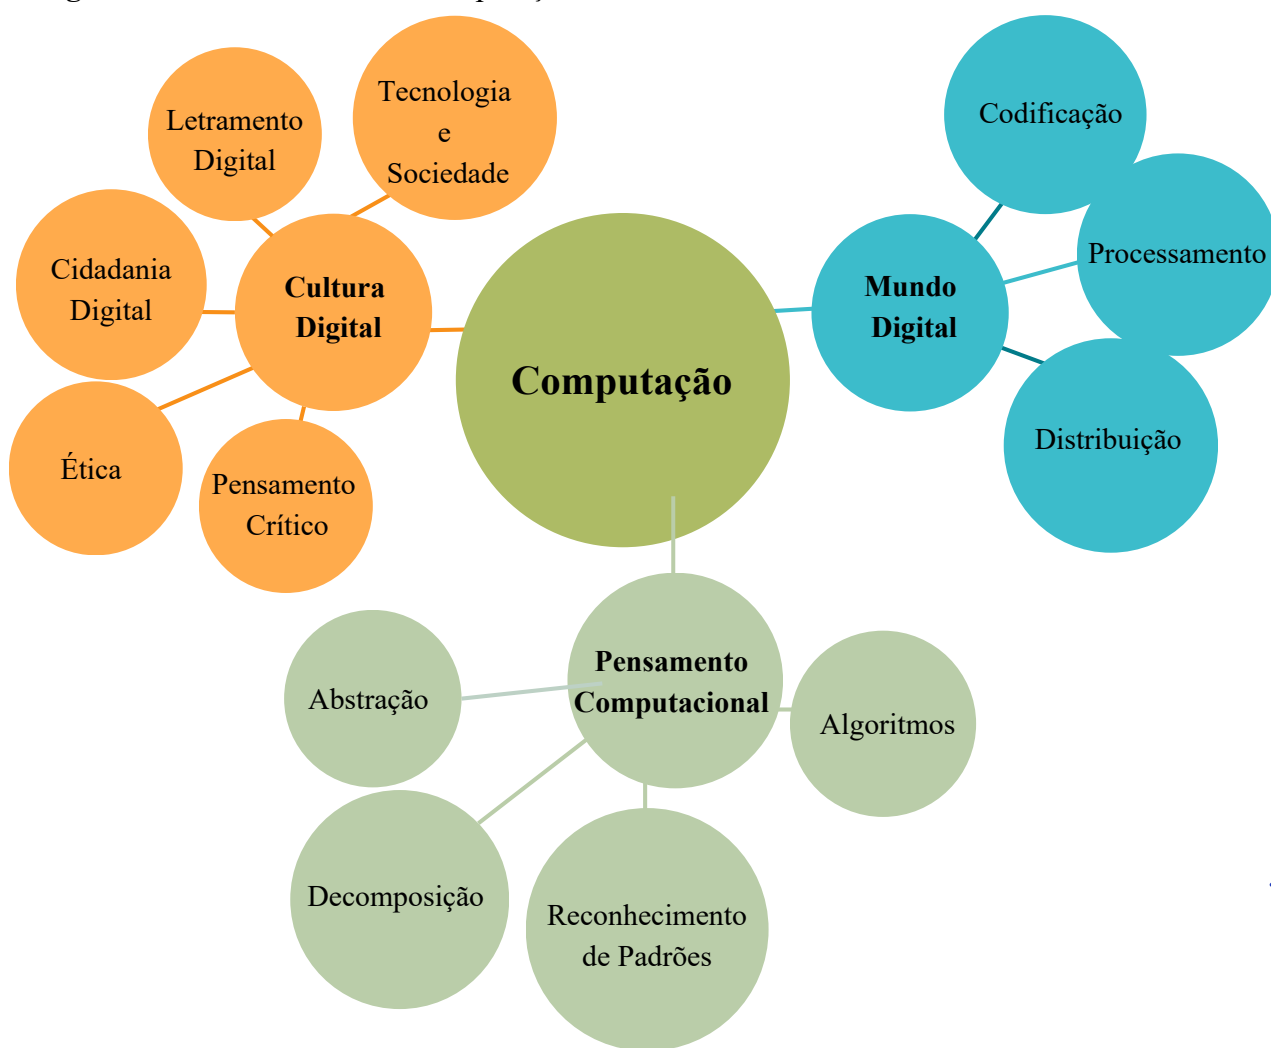 Tecnologia
e
Sociedade
Letramento
Digital
Cidadania
Digital
Cultura
Digital
Ética
Pensamento
Crítico
Computação
Codificação
Processamento
Mundo
Digital
Distribuição
Pensamento
Computacional
Abstração
Algoritmos
Decomposição
Reconhecimento
de Padrões